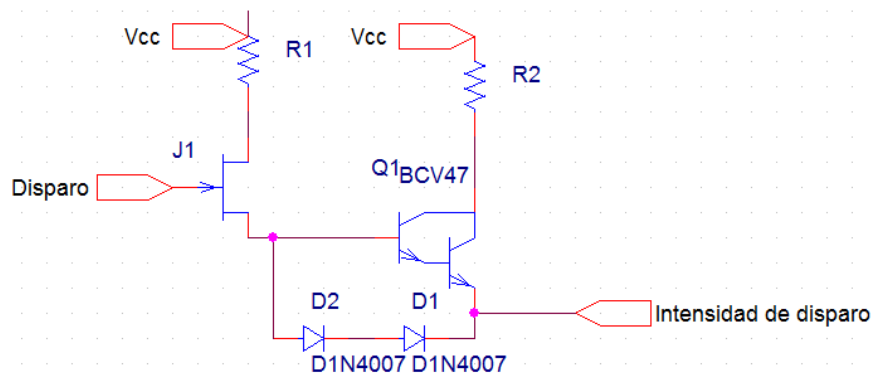 Vcc
R1
Vcc
R2
J1
Q1
BCV47
Disparo
D2
D1
Intensidad de disparo
D1N4007
D1N4007